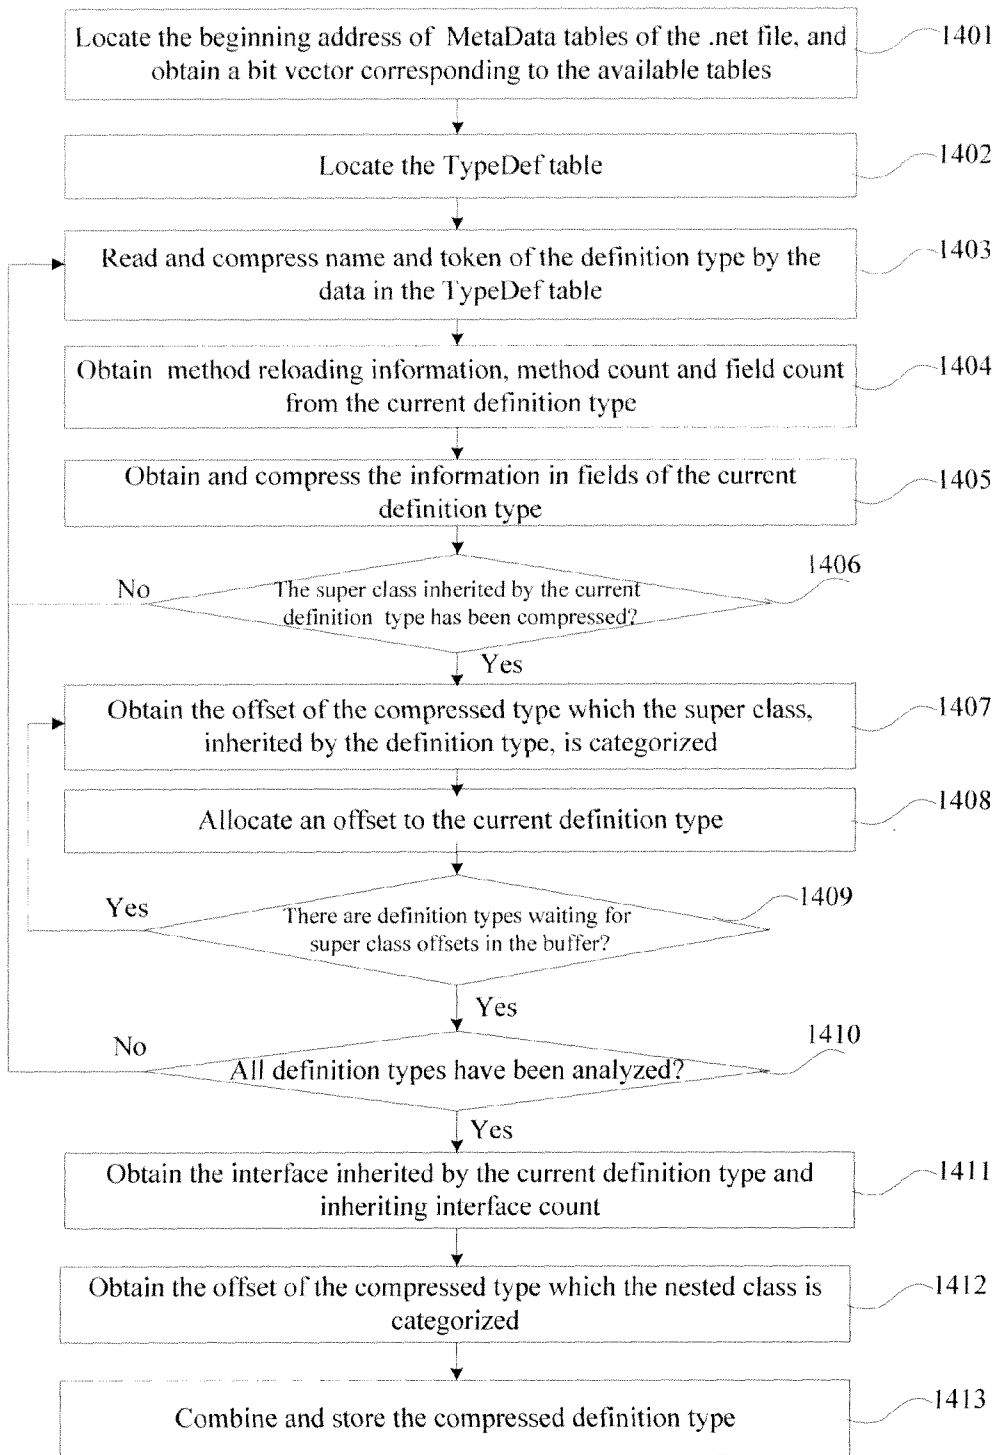 Locate the beginning address of MetaData tables of the .net file, and
obtain a bit vector corresponding to the available tables
1401
Locate the TypeDef table
1402
Read and compress name and token of the definition type by the
data in the TypeDef table
1403
Obtain method reloading information, method count and field count
from the current definition type
1404
Obtain and compress the information in fields of the current
definition type
1405
No
The super class inherited by the current
definition type has been compressed?
1406
Yes
Obtain the offset of the compressed type which the super class,
inherited by the definition type, is categorized
1407
Allocate an offset to the current definition type
1408
Yes
There are definition types waiting for
super class offsets in the buffer?
1409
Yes
No
All definition types have been analyzed?
1410
Yes
Obtain the interface inherited by the current definition type and
inheriting interface count
1411
Obtain the offset of the compressed type which the nested class is
categorized
1412
Combine and store the compressed definition type
1413